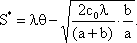 S* = λθ − √(2c₀λ/(a+b) · b/a).